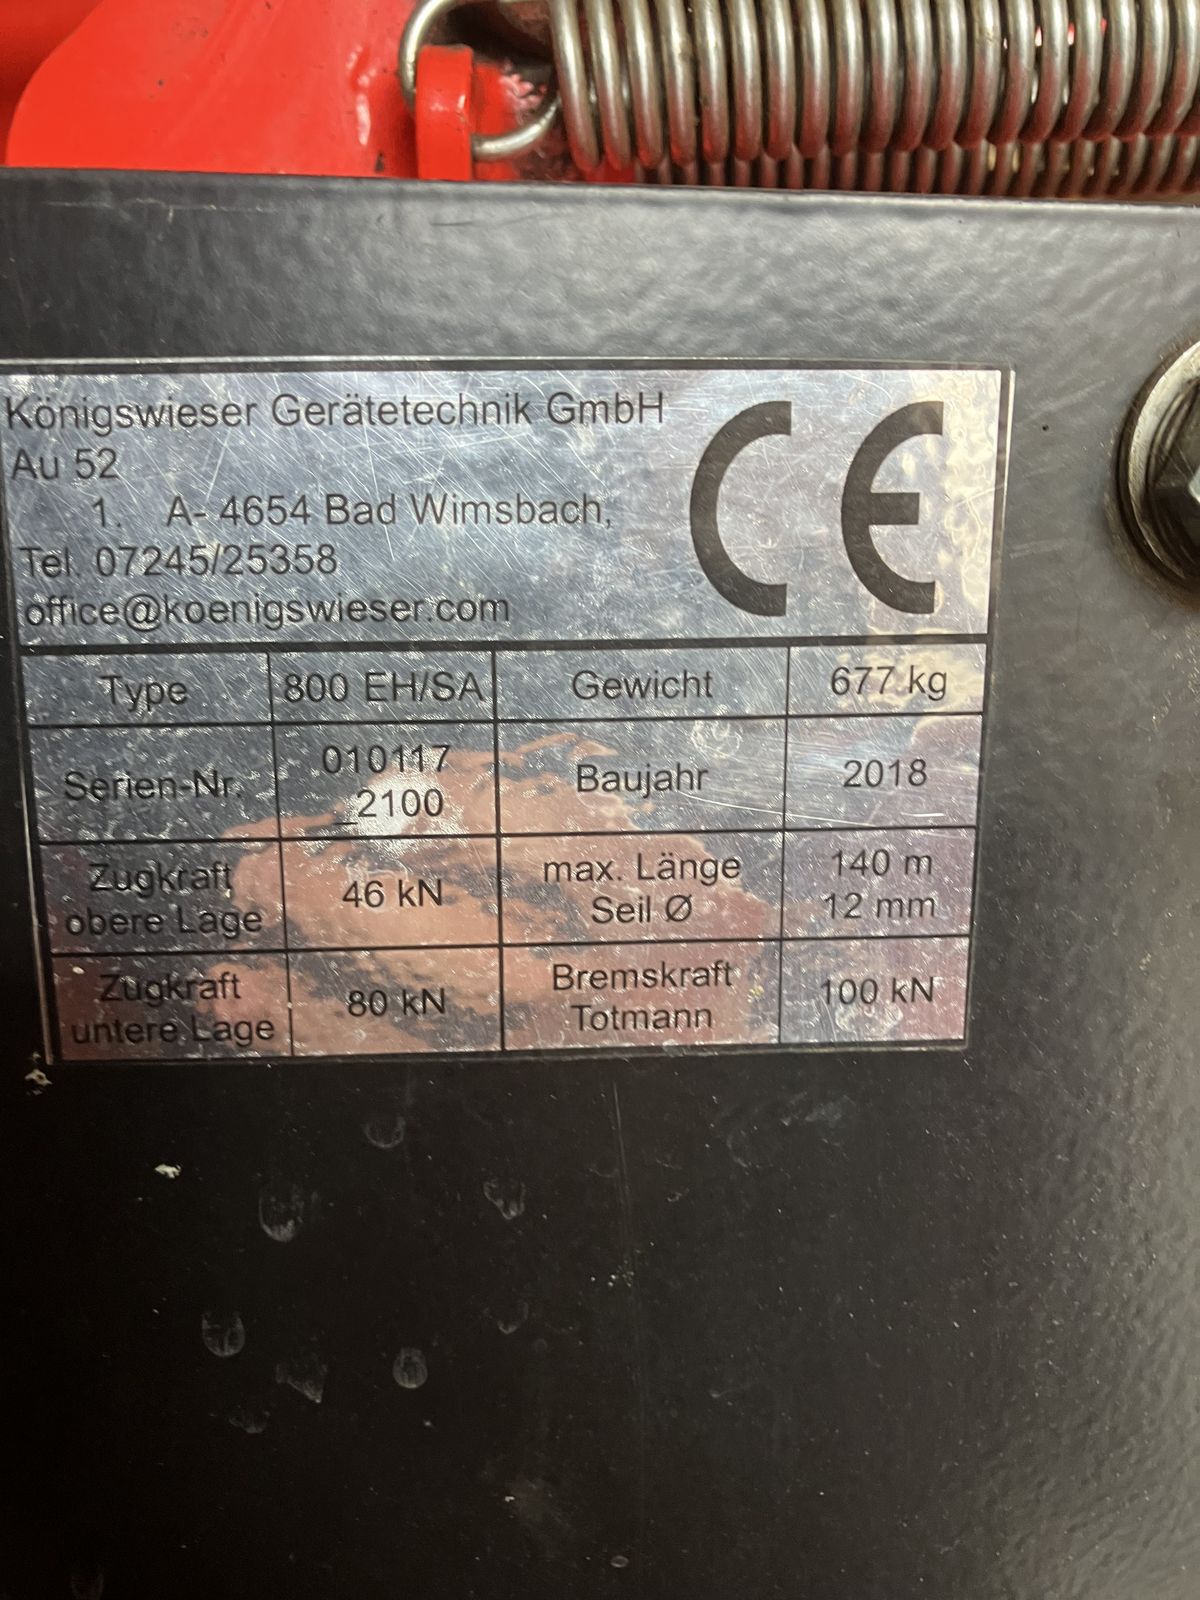 Königswieser Gerätetechnik GmbH
Au 52
1. A- 4654 Bad Wimsbach,
Tel. 07245/25358
office@koenigswieser.com
CE
Type 800 EH/SA Gewicht 677 kg
Serien-Nr. 010117_2100 Baujahr 2018
Zugkraft obere Lage 46 kN max. Länge Seil Ø 140 m 12 mm
Zugkraft untere Lage 80 kN Bremskraft Totmann 100 kN